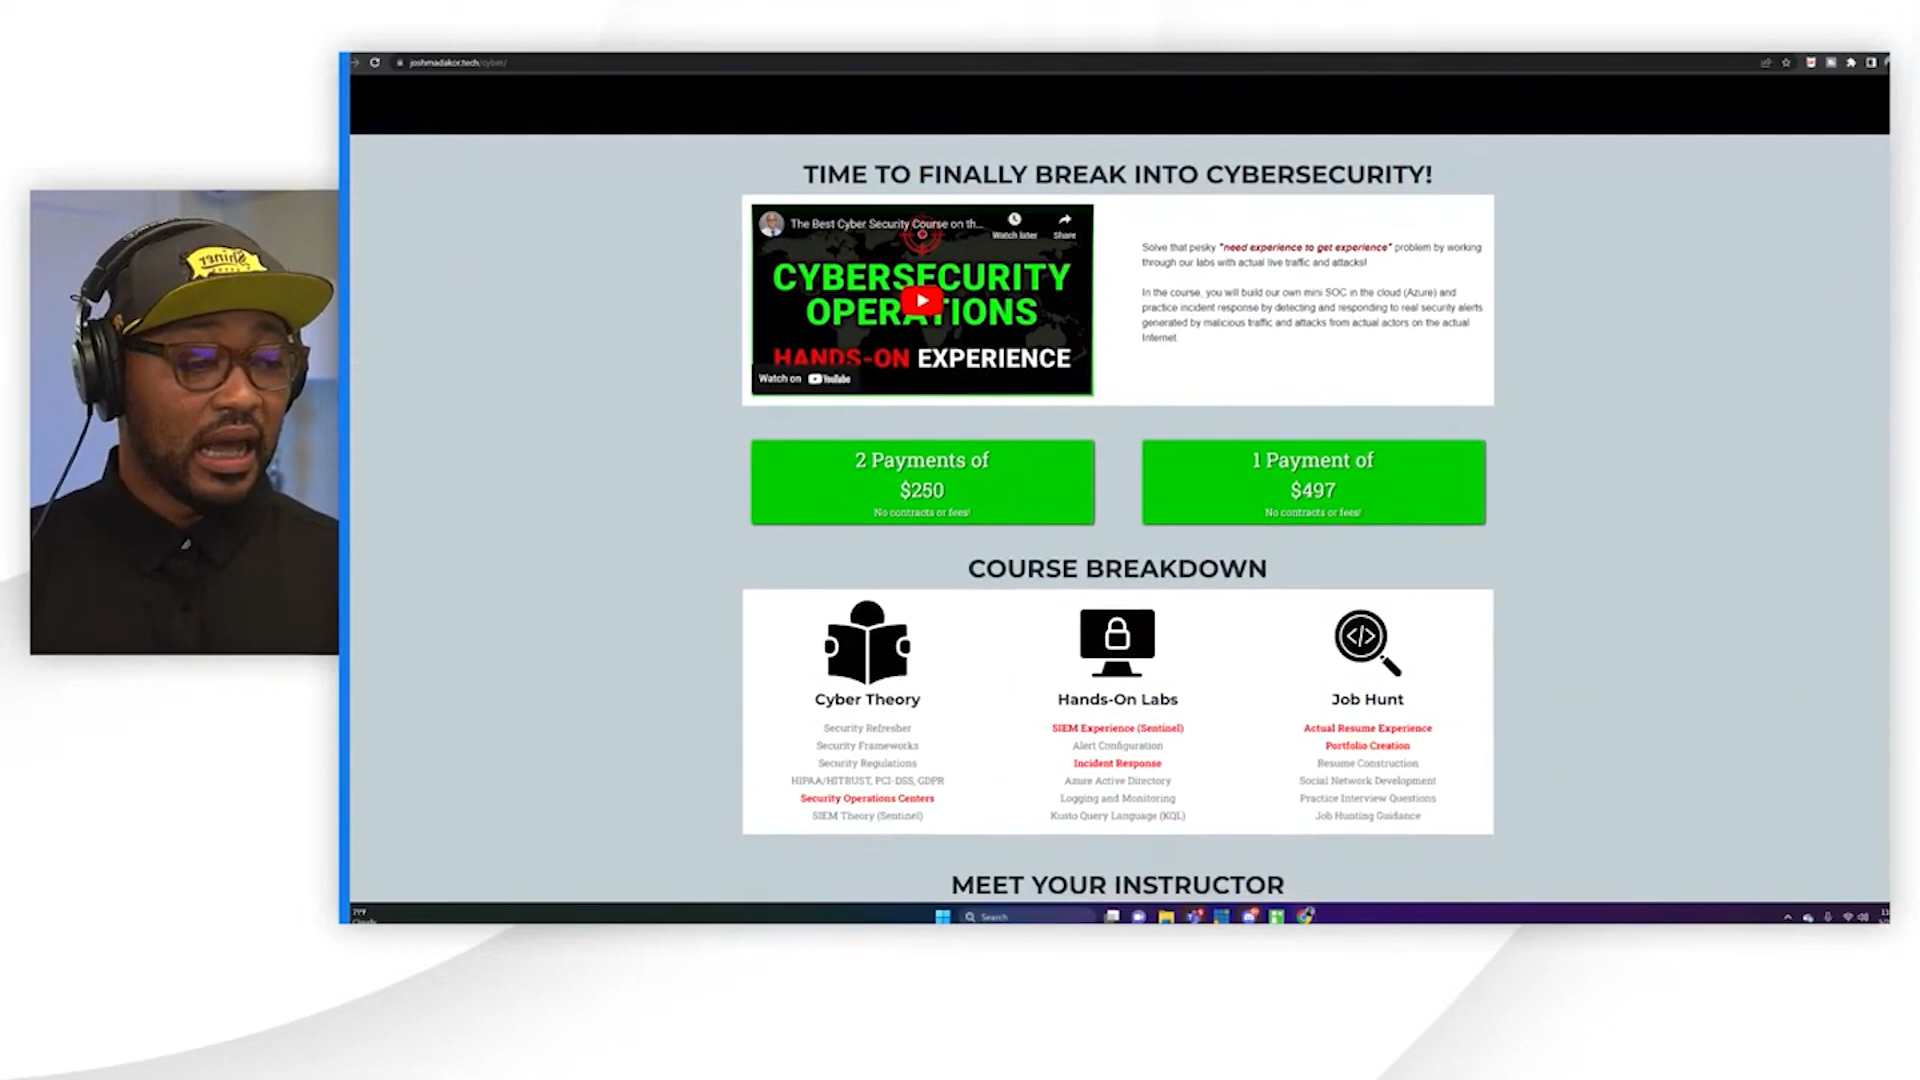 joshmadakor.tech/cyber/
TIME TO FINALLY BREAK INTO CYBERSECURITY!
The Best Cyber Security Course on th...
Watch later
Share
CYBERSECURITY
OPERATIONS
HANDS-ON EXPERIENCE
Watch on YouTube
Solve that pesky "need experience to get experience" problem by working
through our labs with actual live traffic and attacks!
In the course, you will build our own mini SOC in the cloud (Azure) and
practice incident response by detecting and responding to real security alerts
generated by malicious traffic and attacks from actual actors on the actual
Internet
2 Payments of
$250
No contracts or fees!
1 Payment of
$497
No contracts or fees!
COURSE BREAKDOWN
Cyber Theory
Security Refresher
Security Frameworks
Security Regulations
HIPAA/HITRUST, PCI-DSS, GDPR
Security Operations Centers
SIEM Theory (Sentinel)
Hands-On Labs
SIEM Experience (Sentinel)
Alert Configuration
Incident Response
Azure Active Directory
Logging and Monitoring
Kusto Query Language (KQL)
Job Hunt
Actual Resume Experience
Portfolio Creation
Resume Construction
Social Network Development
Practice Interview Questions
Job Hunting Guidance
MEET YOUR INSTRUCTOR
Search
Shiner